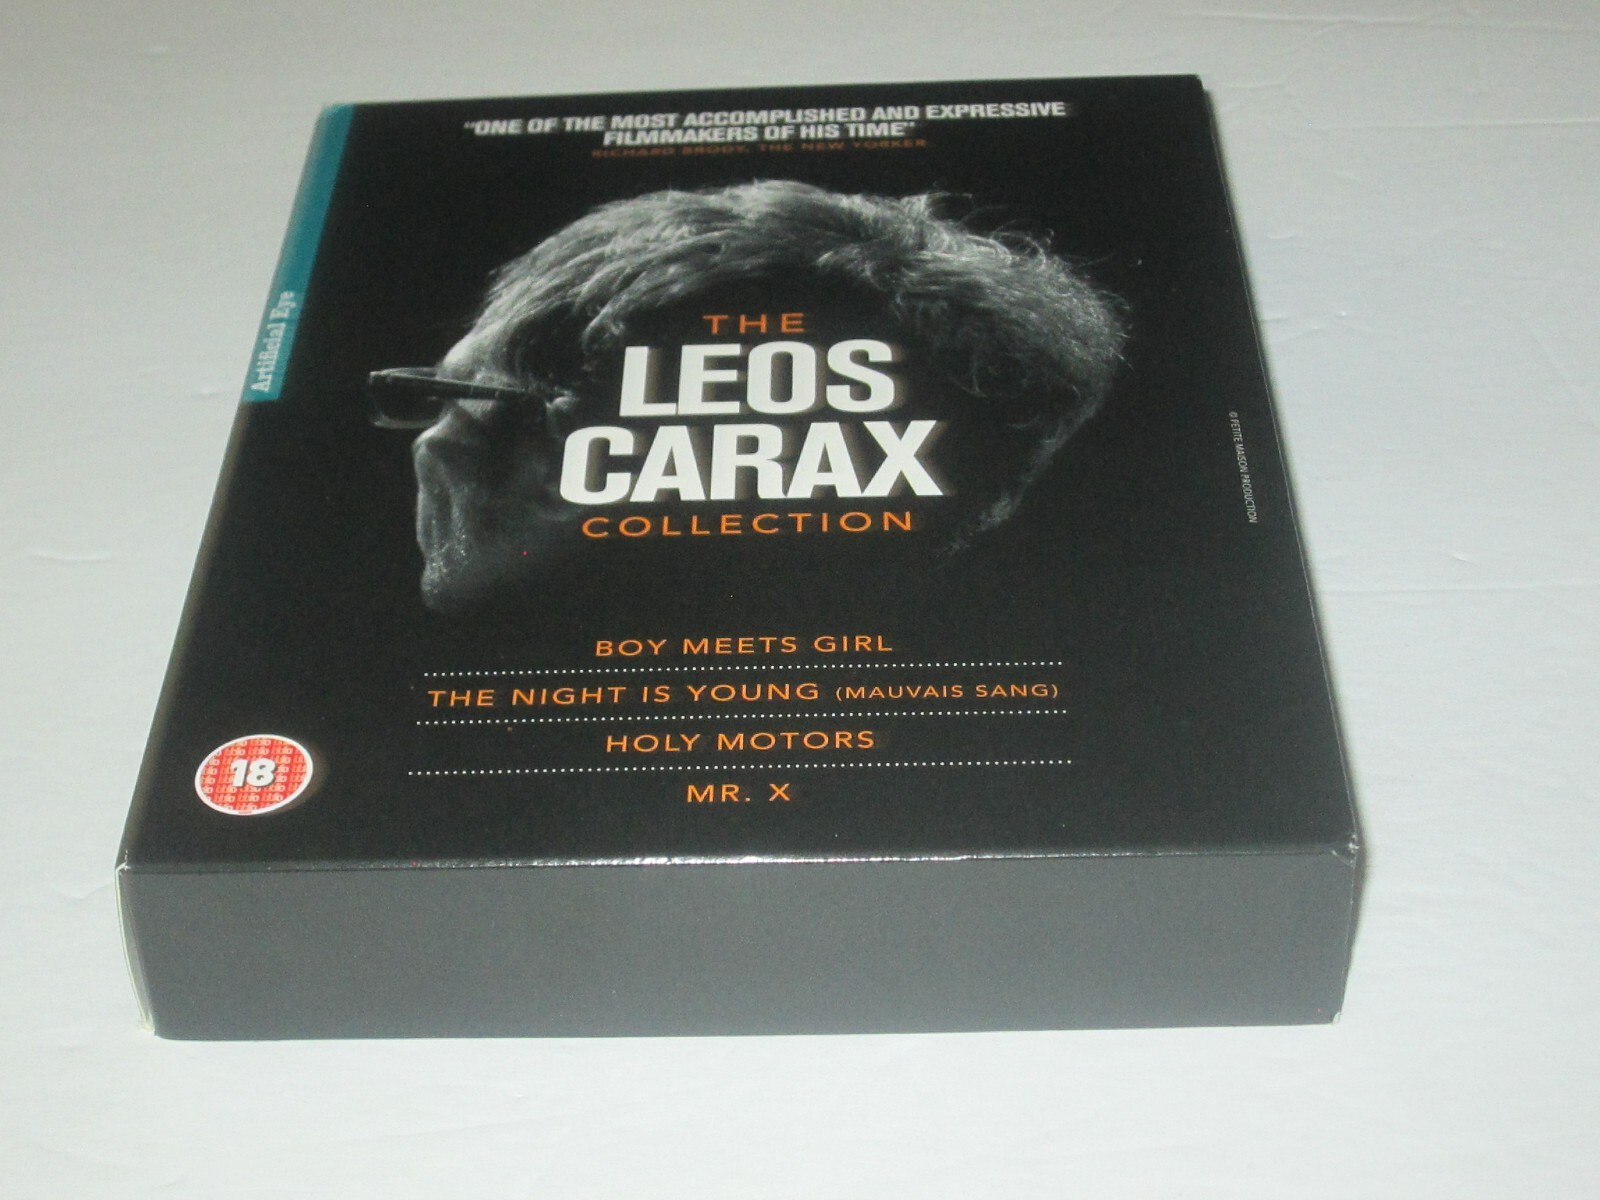 "ONE OF THE MOST ACCOMPLISHED AND EXPRESSIVE
FILMMAKERS OF HIS TIME"
RICHARD BRODY, THE NEW YORKER
Artificial Eye
THE
LEOS
CARAX
COLLECTION
© PETITE MAISON PRODUCTION
BOY MEETS GIRL
THE NIGHT IS YOUNG (MAUVAIS SANG)
HOLY MOTORS
MR. X
18